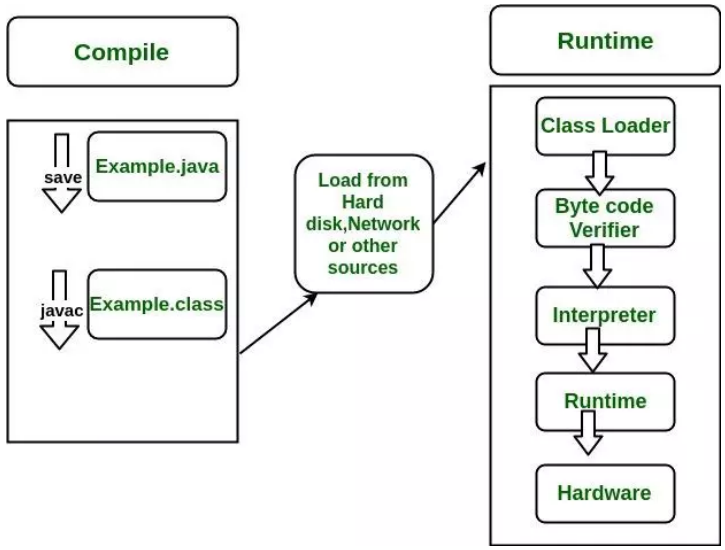 Compile
save
Example.java
javac
Example.class
Load from
Hard
disk,Network
or other
sources
Runtime
Class Loader
Byte code
Verifier
Interpreter
Runtime
Hardware